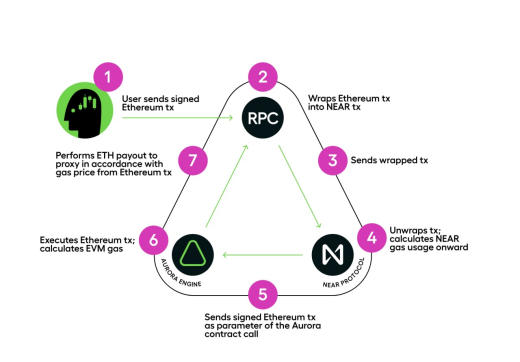 1
User sends signed
Ethereum tx
2
RPC
Wraps Ethereum tx
into NEAR tx
3
Sends wrapped tx
4
Unwraps tx;
calculates NEAR
gas usage onward
NEAR PROTOCOL
5
Sends signed Ethereum tx
as parameter of the Aurora
contract call
6
Executes Ethereum tx;
calculates EVM gas
AURORA ENGINE
7
Performs ETH payout to
proxy in accordance with
gas price from Ethereum tx